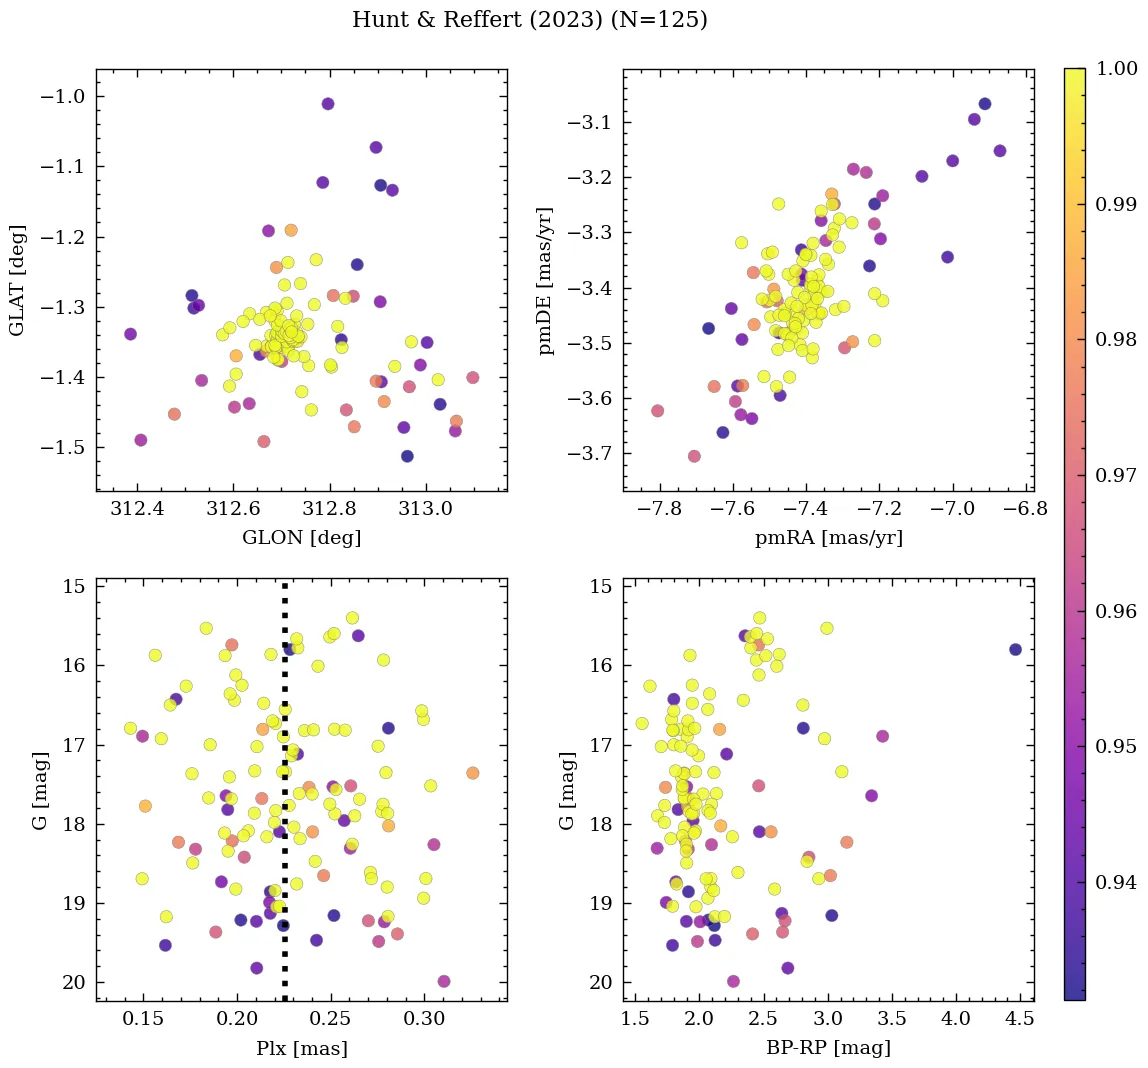 Hunt & Reffert (2023) (N=125)
−1.0
−1.1
−1.2
−1.3
−1.4
−1.5
GLAT [deg]
312.4 312.6 312.8 313.0
GLON [deg]
−3.1
−3.2
−3.3
−3.4
−3.5
−3.6
−3.7
pmDE [mas/yr]
−7.8 −7.6 −7.4 −7.2 −7.0 −6.8
pmRA [mas/yr]
15
16
17
18
19
20
G [mag]
0.15 0.20 0.25 0.30
Plx [mas]
15
16
17
18
19
20
G [mag]
1.5 2.0 2.5 3.0 3.5 4.0 4.5
BP-RP [mag]
1.00
0.99
0.98
0.97
0.96
0.95
0.94